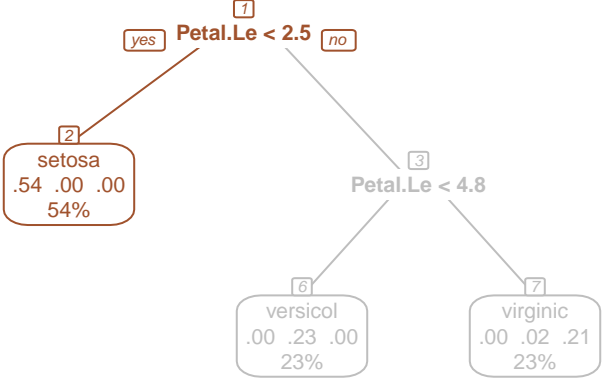 1
yes Petal.Le < 2.5 no
2
setosa
.54 .00 .00
54%
3
Petal.Le < 4.8
6
versicol
.00 .23 .00
23%
7
virginic
.00 .02 .21
23%